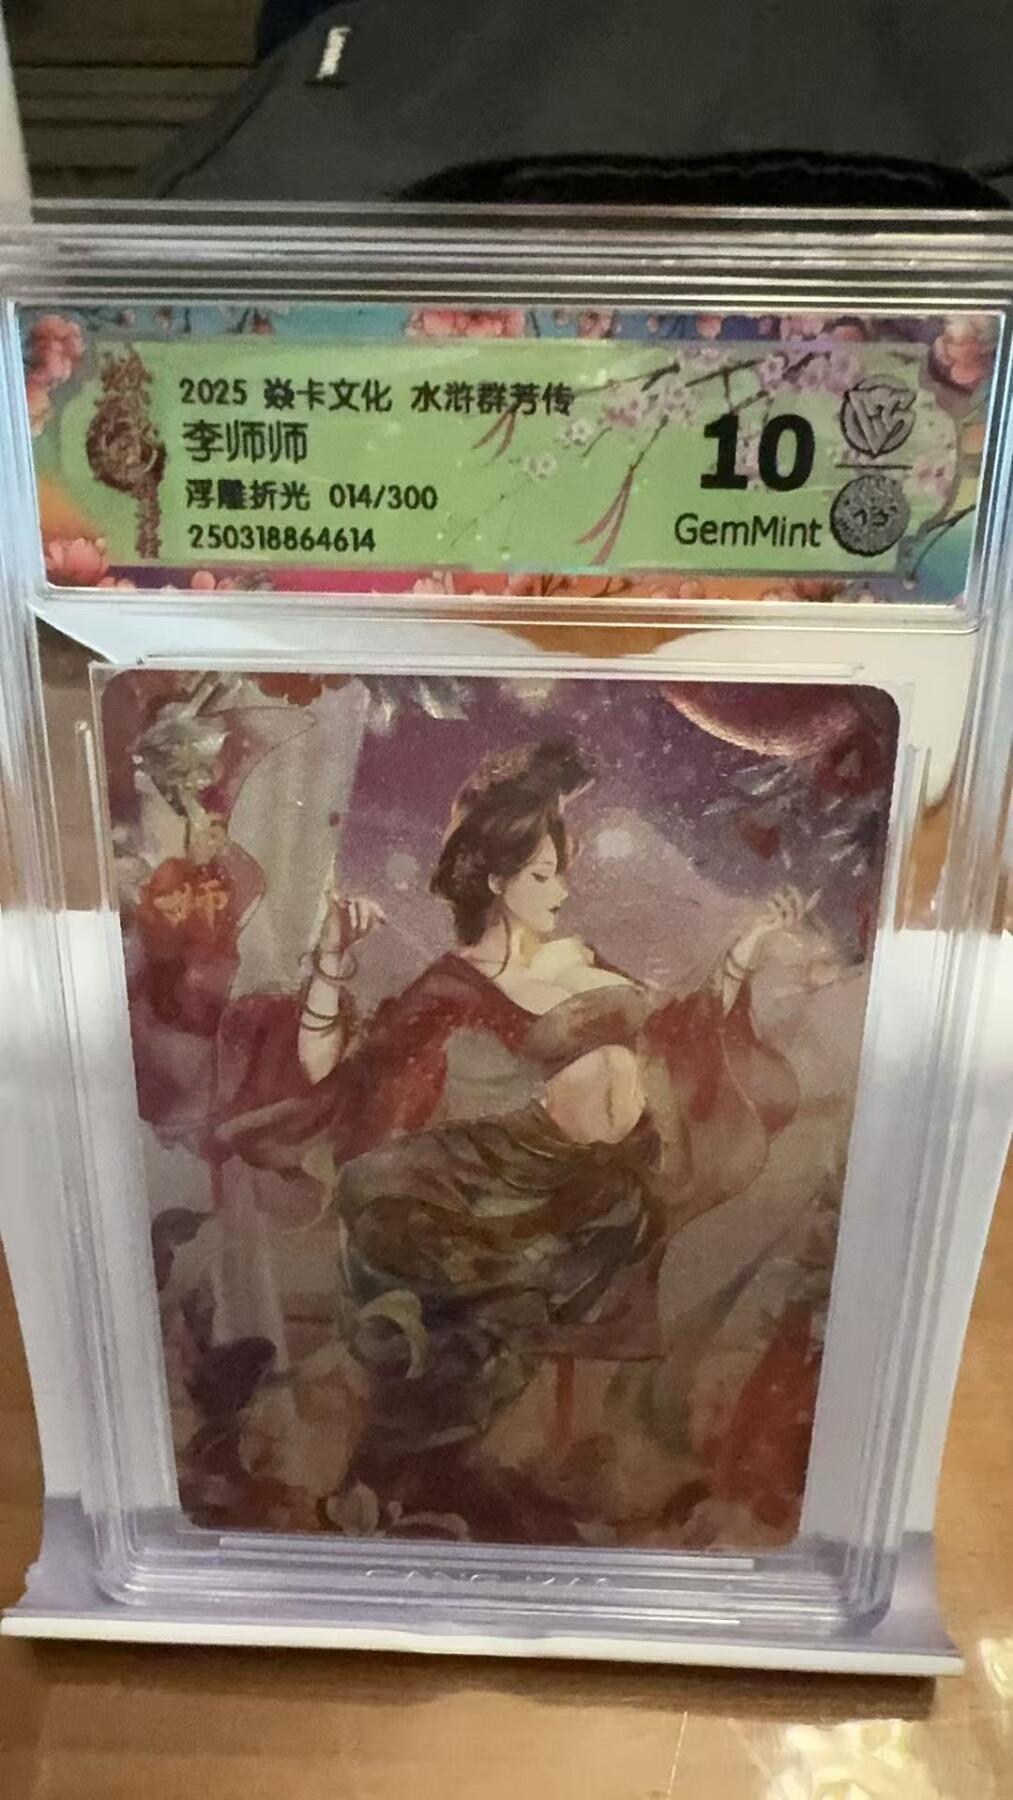 2025 焱卡文化 水浒群芳传
李师师
浮雕折光 014/300
250318864614
10
GemMint
师